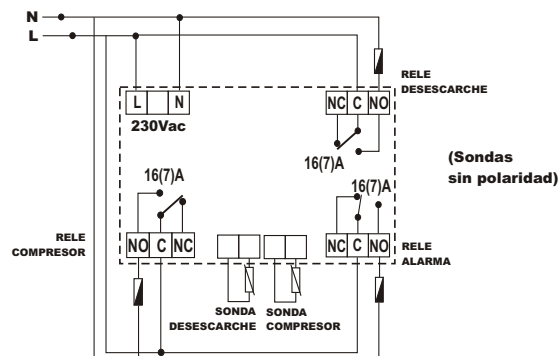 N
L
RELE
DESESCARCHE
L N
230Vac
NC C NO
16(7)A
(Sondas
sin polaridad)
16(7)A
16(7)A
RELE
COMPRESOR
NO C NC
NC C NO
RELE
ALARMA
SONDA
DESESCARCHE
SONDA
COMPRESOR